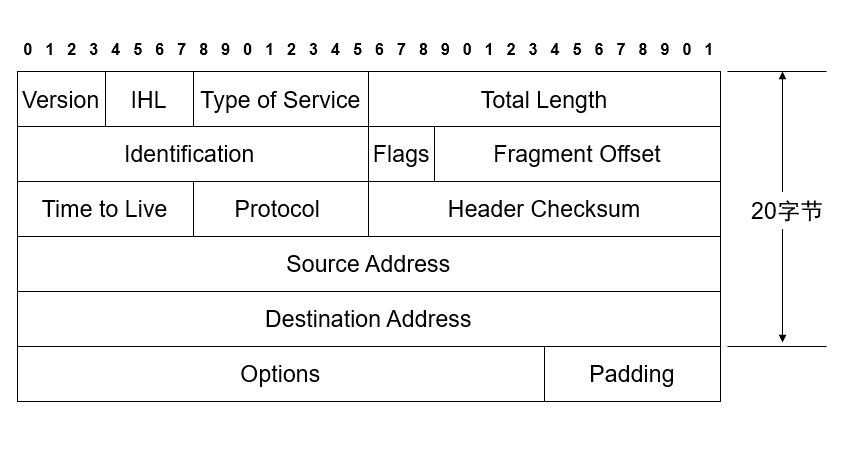 0 1 2 3 4 5 6 7 8 9 0 1 2 3 4 5 6 7 8 9 0 1 2 3 4 5 6 7 8 9 0 1
Version IHL Type of Service Total Length
Identification Flags Fragment Offset
Time to Live Protocol Header Checksum
20字节
Source Address
Destination Address
Options Padding